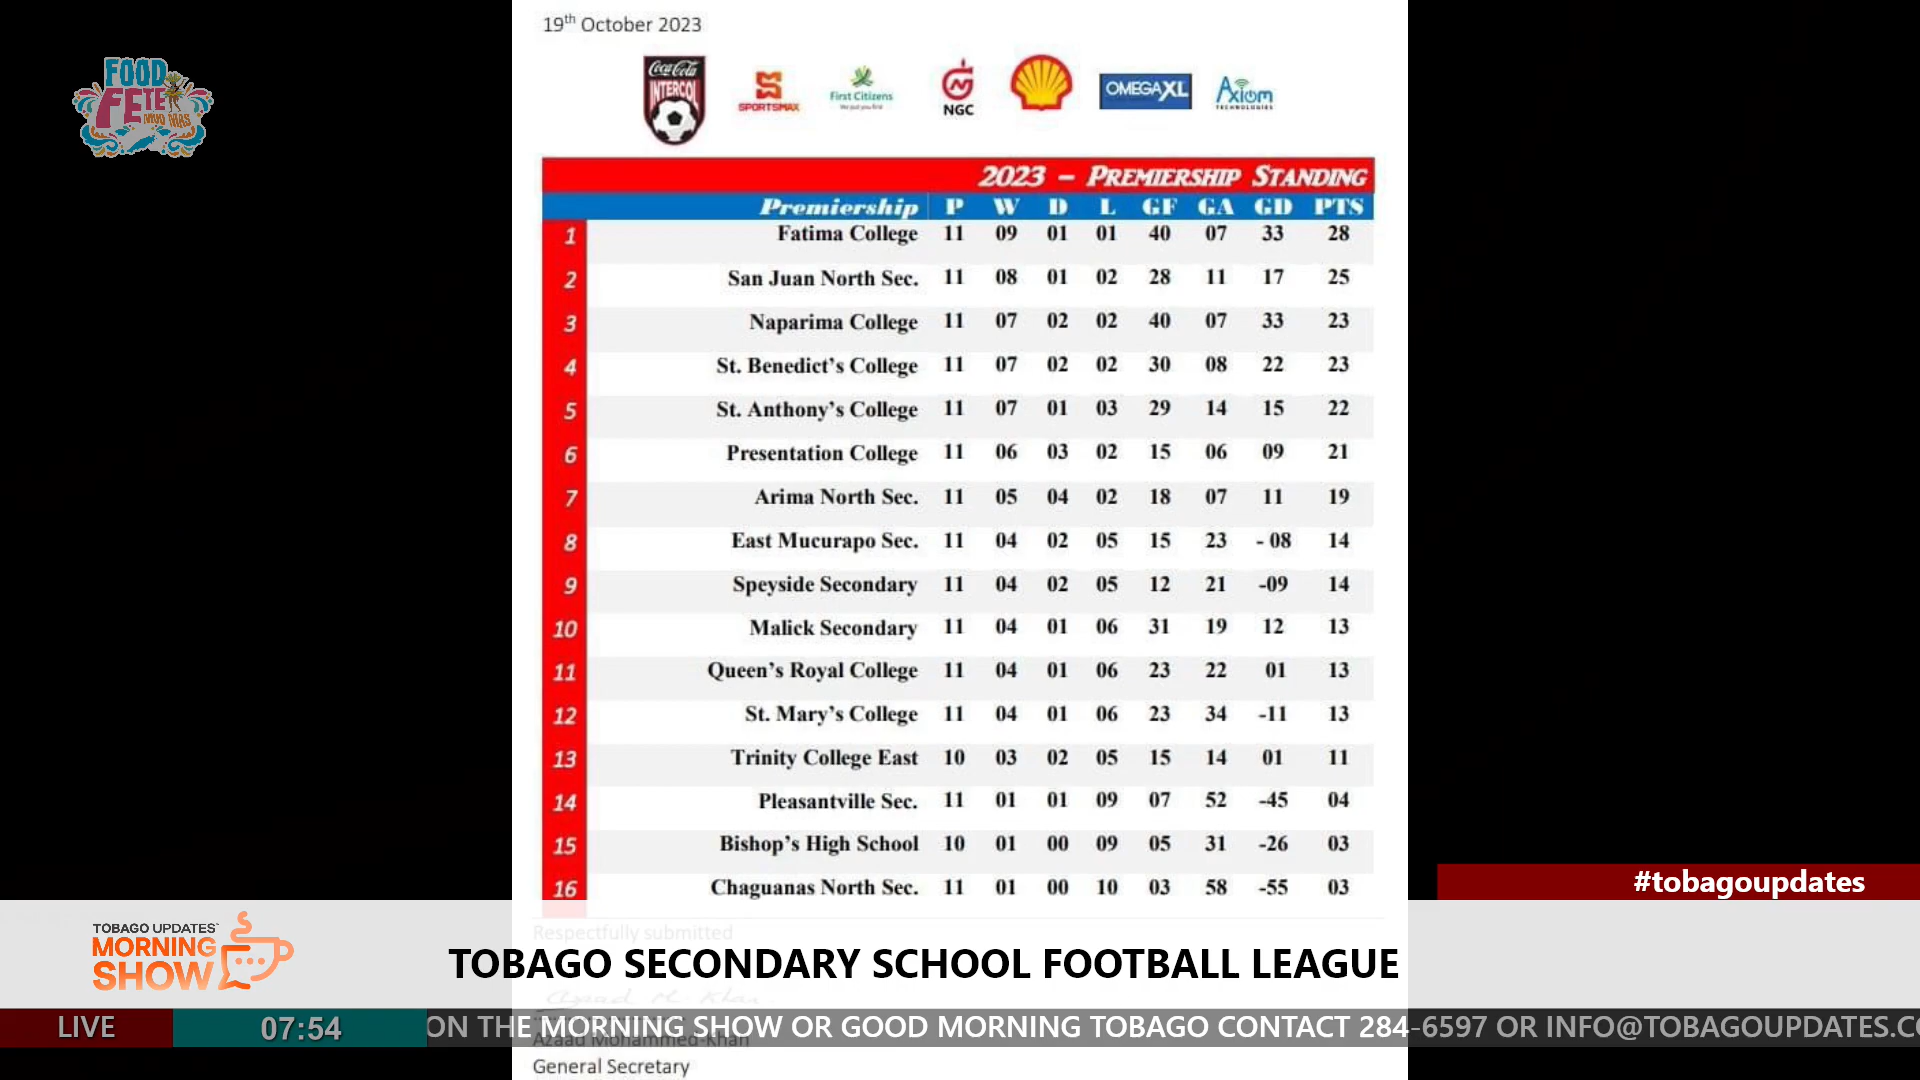 19th October 2023
FOOD
FETE
MUD MAS
Coca-Cola
INTERCOL
SPORTSMAX
First Citizens
NGC
OMEGAXL
Axiom
TECHNOLOGIES
2023 – PREMIERSHIP STANDING
Premiership P W D L GF GA GD PTS
1 Fatima College 11 09 01 01 40 07 33 28
2 San Juan North Sec. 11 08 01 02 28 11 17 25
3 Naparima College 11 07 02 02 40 07 33 23
4 St. Benedict's College 11 07 02 02 30 08 22 23
5 St. Anthony's College 11 07 01 03 29 14 15 22
6 Presentation College 11 06 03 02 15 06 09 21
7 Arima North Sec. 11 05 04 02 18 07 11 19
8 East Mucurapo Sec. 11 04 02 05 15 23 - 08 14
9 Speyside Secondary 11 04 02 05 12 21 -09 14
10 Malick Secondary 11 04 01 06 31 19 12 13
11 Queen's Royal College 11 04 01 06 23 22 01 13
12 St. Mary's College 11 04 01 06 23 34 -11 13
13 Trinity College East 10 03 02 05 15 14 01 11
14 Pleasantville Sec. 11 01 01 09 07 52 -45 04
15 Bishop's High School 10 01 00 09 05 31 -26 03
16 Chaguanas North Sec. 11 01 00 10 03 58 -55 03
#tobagoupdates
Respectfully submitted
TOBAGO UPDATES
MORNING
SHOW
TOBAGO SECONDARY SCHOOL FOOTBALL LEAGUE
LIVE 07:54 ON THE MORNING SHOW OR GOOD MORNING TOBAGO CONTACT 284-6597 OR INFO@TOBAGOUPDATES.C
Azaad Mohammed-Khan
General Secretary